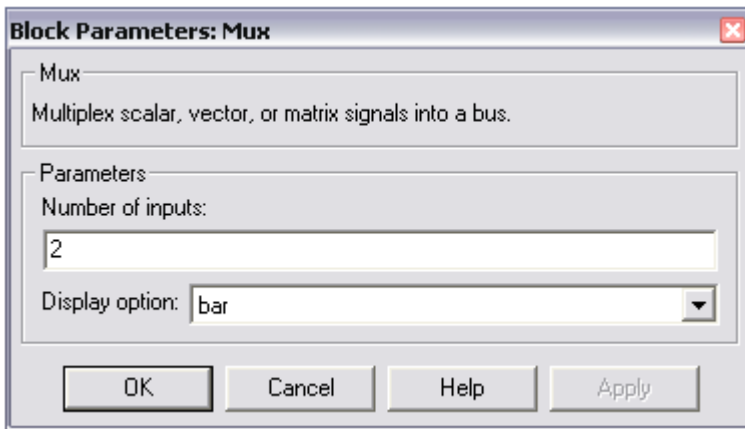 Block Parameters: Mux
Mux
Multiplex scalar, vector, or matrix signals into a bus.
Parameters
Number of inputs:
2
Display option: bar
OK Cancel Help Apply